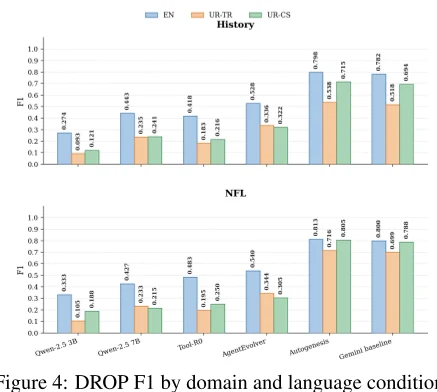 EN UR-TR UR-CS
History
F1
1.0
0.9
0.8
0.7
0.6
0.5
0.4
0.3
0.2
0.1
0.0
0.274 0.093 0.121 0.443 0.235 0.241 0.418 0.183 0.216 0.528 0.336 0.322 0.798 0.538 0.715 0.782 0.518 0.694
NFL
F1
1.0
0.9
0.8
0.7
0.6
0.5
0.4
0.3
0.2
0.1
0.0
0.333 0.105 0.188 0.427 0.233 0.215 0.483 0.195 0.250 0.540 0.344 0.305 0.813 0.716 0.805 0.800 0.699 0.788
Qwen-2.5 3B Qwen-2.5 7B Tool-R0 AgentEvolver Autogenesis Gemini baseline
Figure 4: DROP F1 by domain and language condition